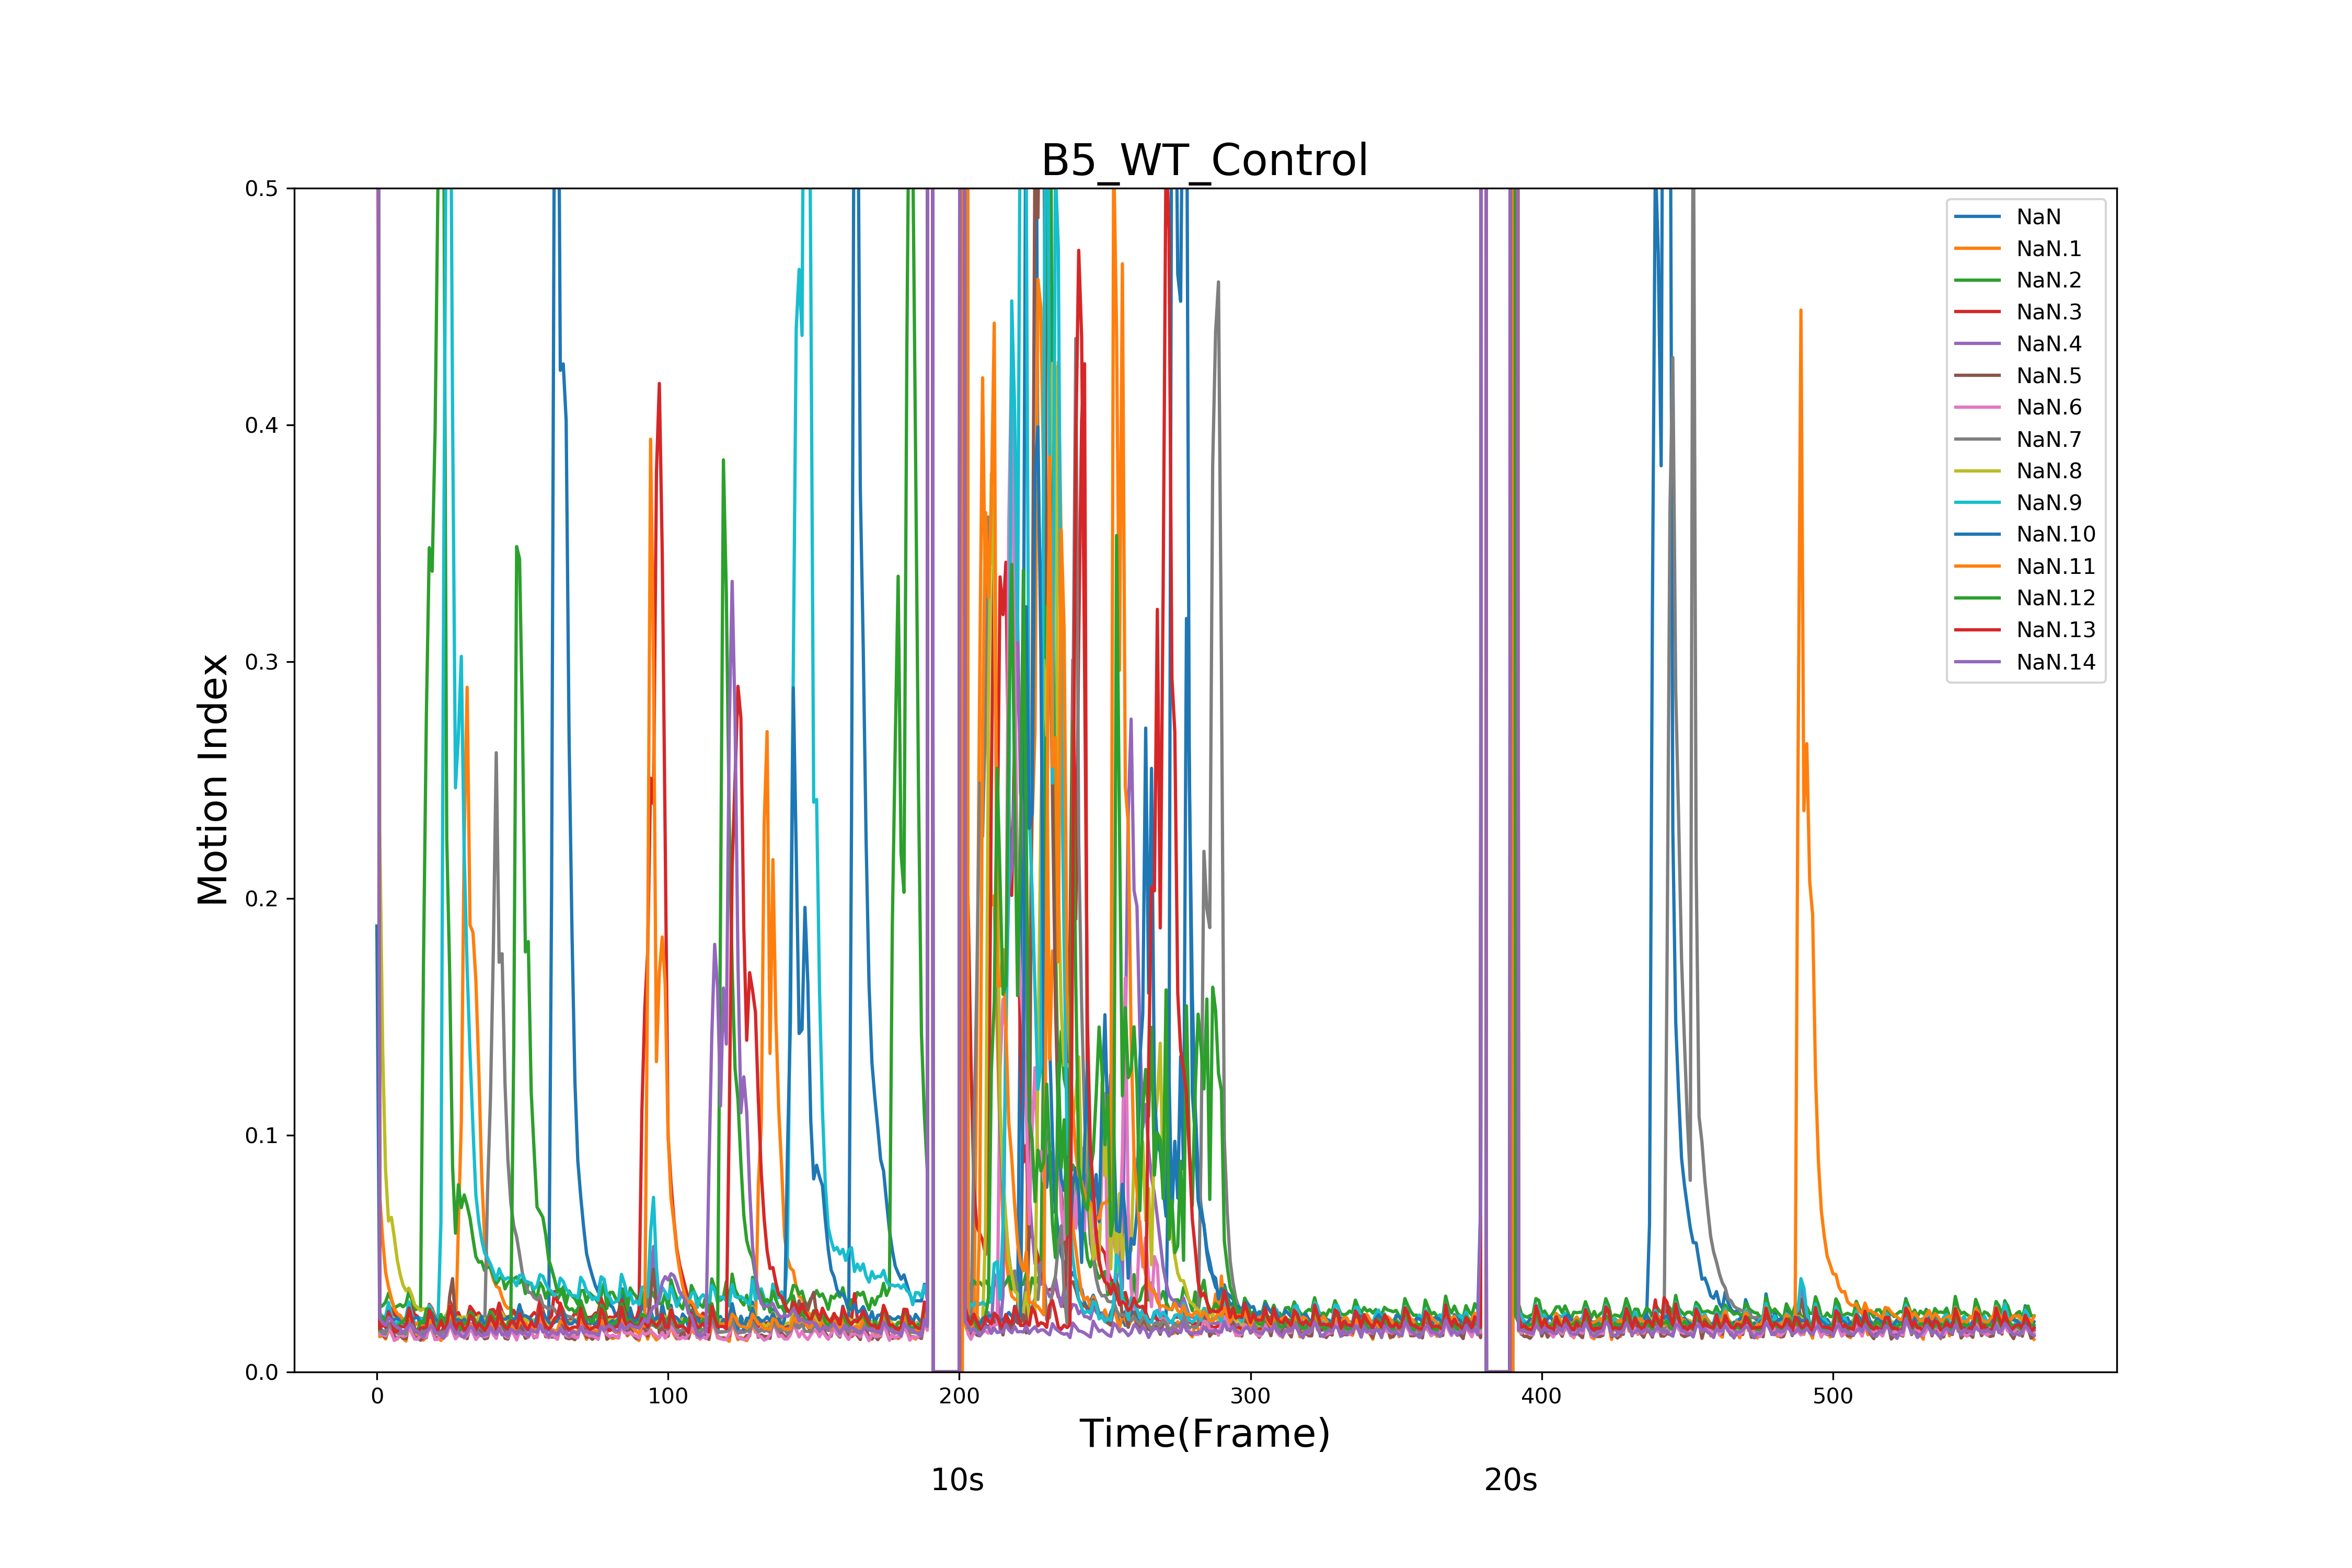 B5_WT_Control
Motion Index
0.5
0.4
0.3
0.2
0.1
0.0
NaN
NaN.1
NaN.2
NaN.3
NaN.4
NaN.5
NaN.6
NaN.7
NaN.8
NaN.9
NaN.10
NaN.11
NaN.12
NaN.13
NaN.14
0 100 200 300 400 500
Time(Frame)
10s 20s